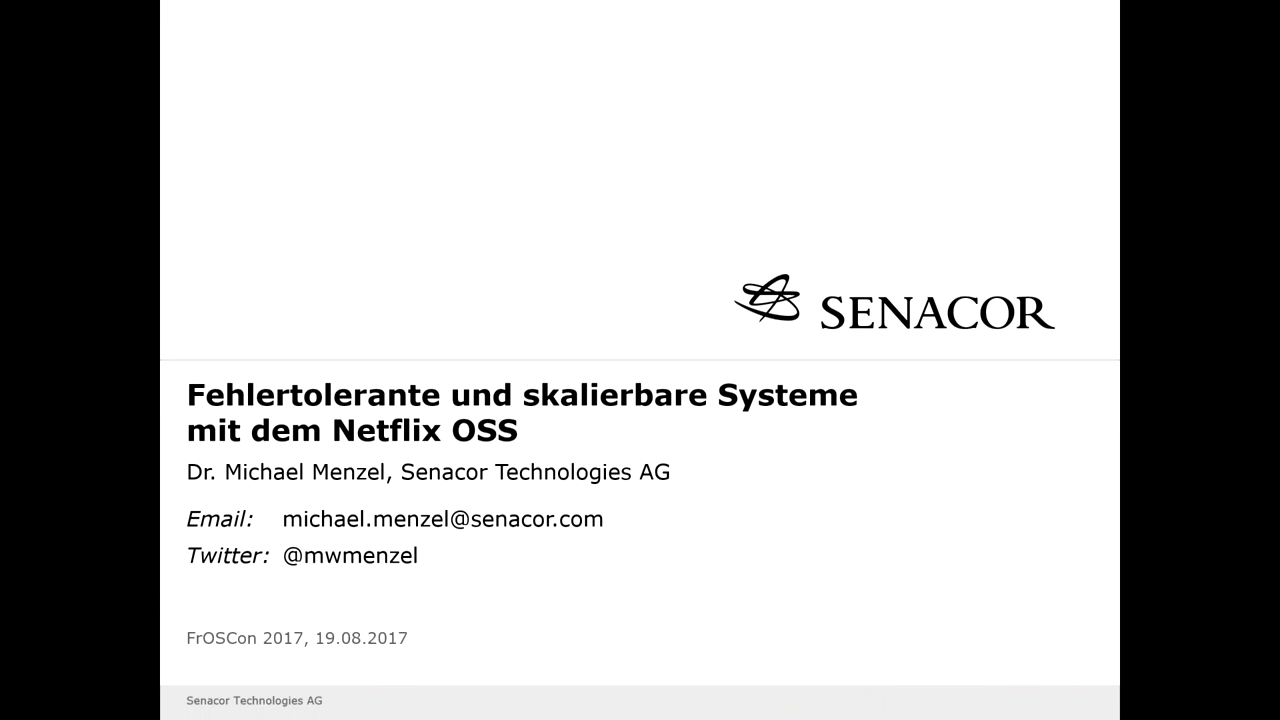 SENACOR
Fehlertolerante und skalierbare Systeme
mit dem Netflix OSS
Dr. Michael Menzel, Senacor Technologies AG
Email: michael.menzel@senacor.com
Twitter: @mwmenzel
FrOSCon 2017, 19.08.2017
Senacor Technologies AG